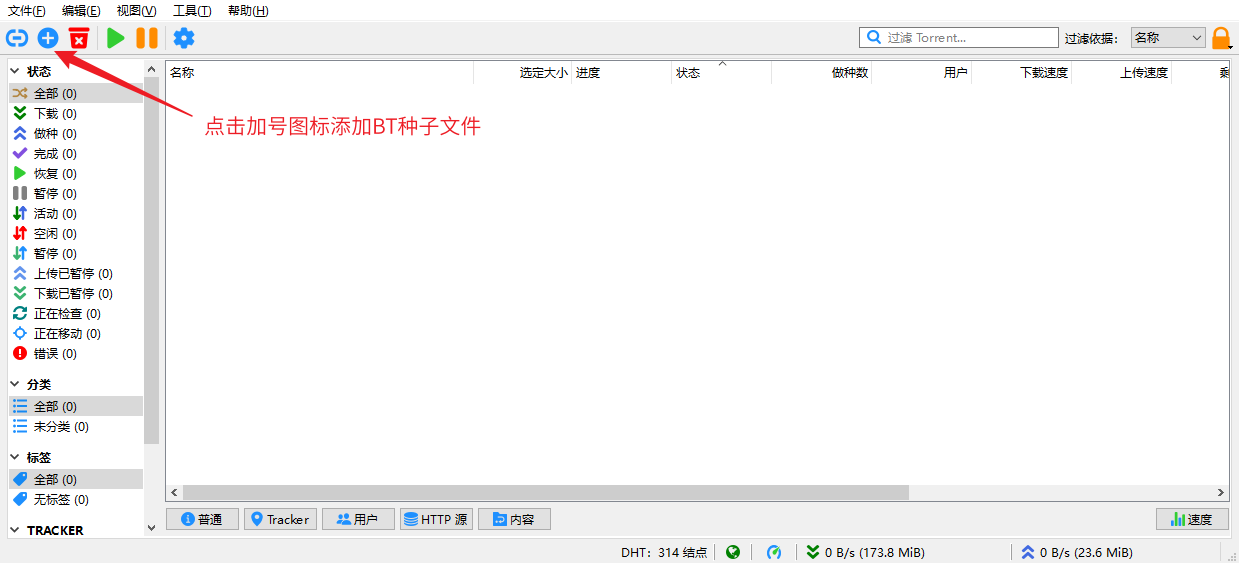 文件(F) 编辑(E) 视图(V) 工具(T) 帮助(H)
过滤 Torrent... 过滤依据： 名称
状态
全部 (0)
下载 (0)
做种 (0)
完成 (0)
恢复 (0)
暂停 (0)
活动 (0)
空闲 (0)
暂停 (0)
上传已暂停 (0)
下载已暂停 (0)
正在检查 (0)
正在移动 (0)
错误 (0)
分类
全部 (0)
未分类 (0)
标签
全部 (0)
无标签 (0)
TRACKER
名称 选定大小 进度 状态 做种数 用户 下载速度 上传速度
点击加号图标添加BT种子文件
普通 Tracker 用户 HTTP 源 内容 速度
DHT：314 结点 0 B/s (173.8 MiB) 0 B/s (23.6 MiB)